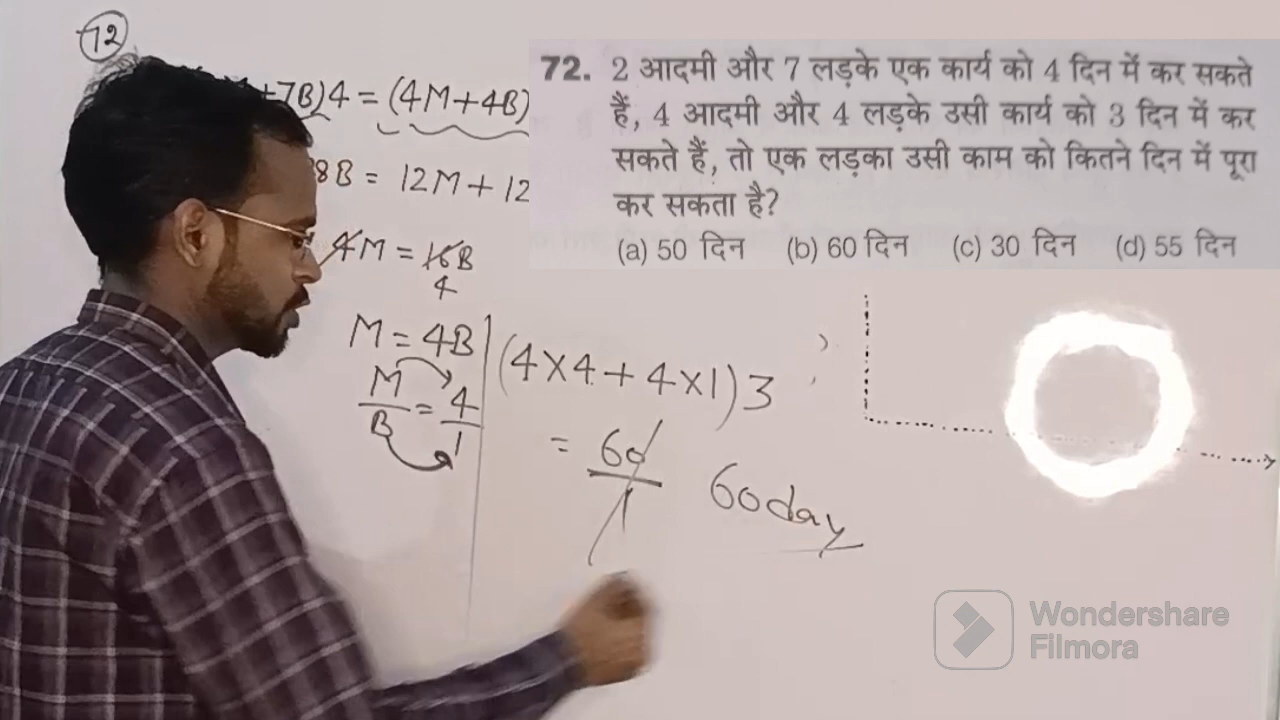 72
+7B)4 = (4M+4B)
8B = 12M + 12
4M = 16B
4
M = 4B
M/B = 4/1
(4×4 + 4×1)3
= 60/1
60day
72. 2 आदमी और 7 लड़के एक कार्य को 4 दिन में कर सकते
हैं, 4 आदमी और 4 लड़के उसी कार्य को 3 दिन में कर
सकते हैं, तो एक लड़का उसी काम को कितने दिन में पूरा
कर सकता है?
(a) 50 दिन (b) 60 दिन (c) 30 दिन (d) 55 दिन
Wondershare
Filmora